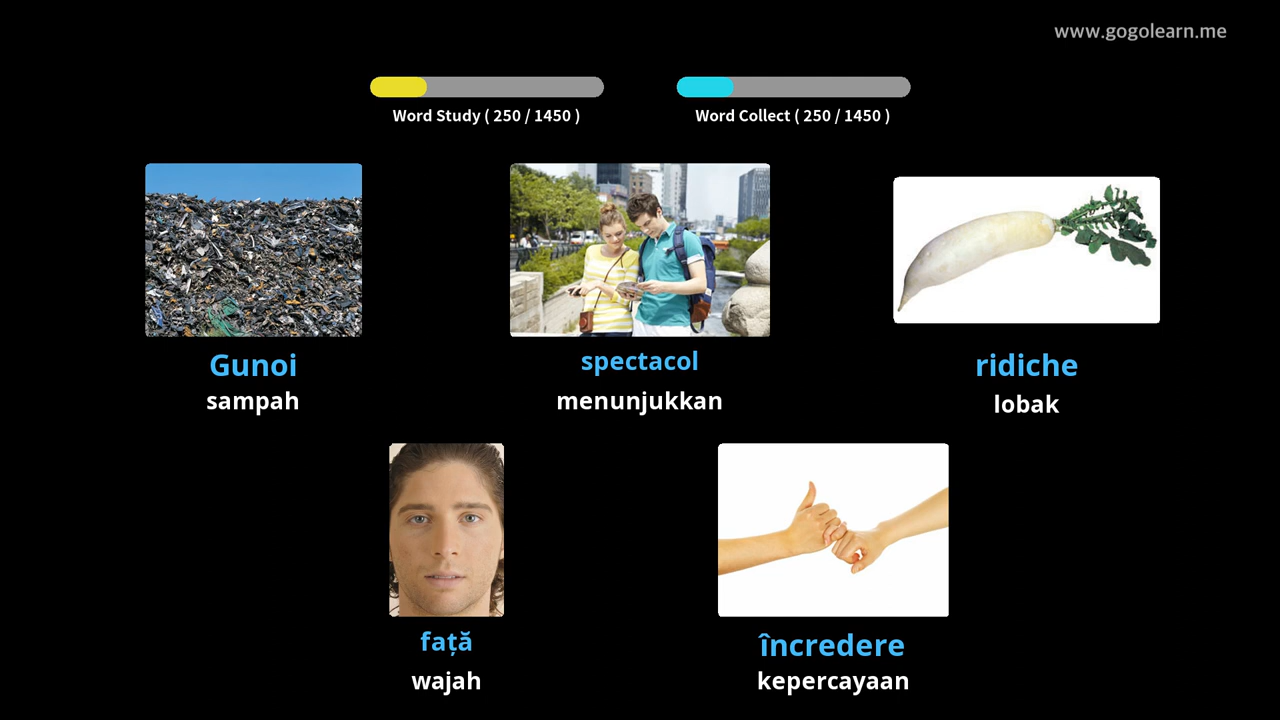 www.gogolearn.me
Word Study ( 250 / 1450 )
Word Collect ( 250 / 1450 )
Gunoi
sampah
spectacol
menunjukkan
ridiche
lobak
față
wajah
încredere
kepercayaan